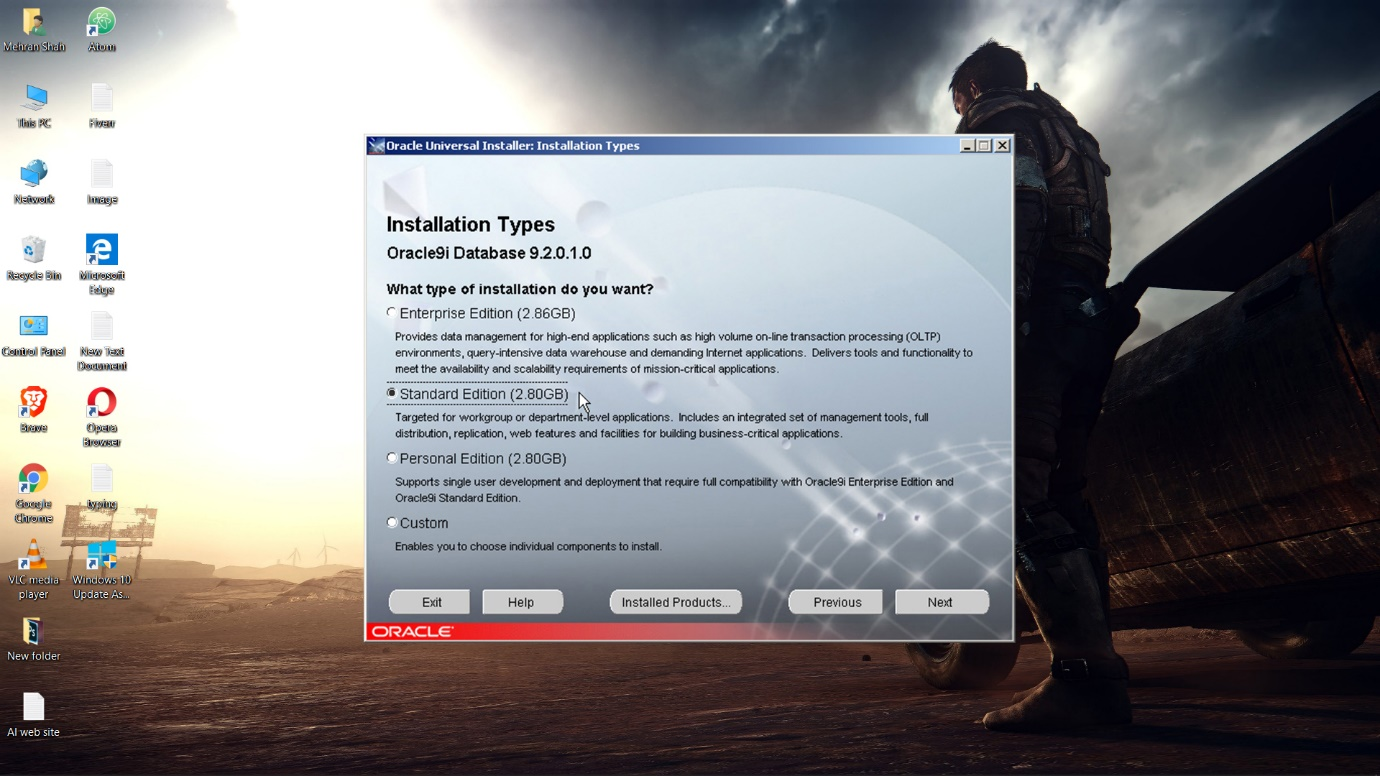 Mehran Shah
Atom
This PC
Fiverr
Network
Image
Recycle Bin
Microsoft
Edge
Control Panel
New Text
Document
Brave
Opera
Browser
Google
Chrome
typing
VLC media
player
Windows 10
Update As...
New folder
AI web site
Oracle Universal Installer: Installation Types
Installation Types
Oracle9i Database 9.2.0.1.0
What type of installation do you want?
Enterprise Edition (2.86GB)
Provides data management for high-end applications such as high volume on-line transaction processing (OLTP)
environments, query-intensive data warehouse and demanding Internet applications. Delivers tools and functionality to
meet the availability and scalability requirements of mission-critical applications.
Standard Edition (2.80GB)
Targeted for workgroup or department-level applications. Includes an integrated set of management tools, full
distribution, replication, web features and facilities for building business-critical applications.
Personal Edition (2.80GB)
Supports single user development and deployment that require full compatibility with Oracle9i Enterprise Edition and
Oracle9i Standard Edition.
Custom
Enables you to choose individual components to install.
Exit
Help
Installed Products...
Previous
Next
ORACLE